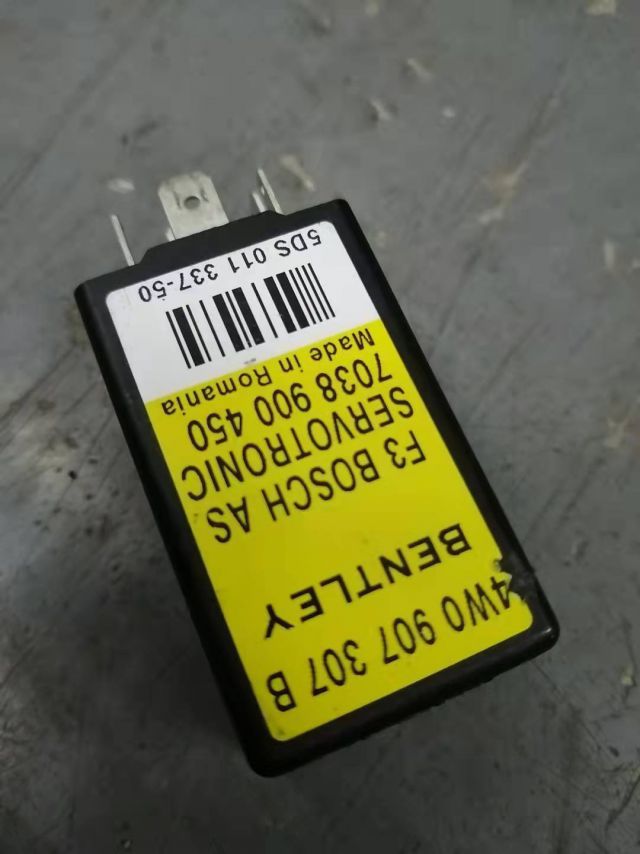 4W0 907 307 B
BENTLEY
F3 BOSCH AS
SERVOTRONIC
7038 900 450
Made in Romania
5DS 011 337-50